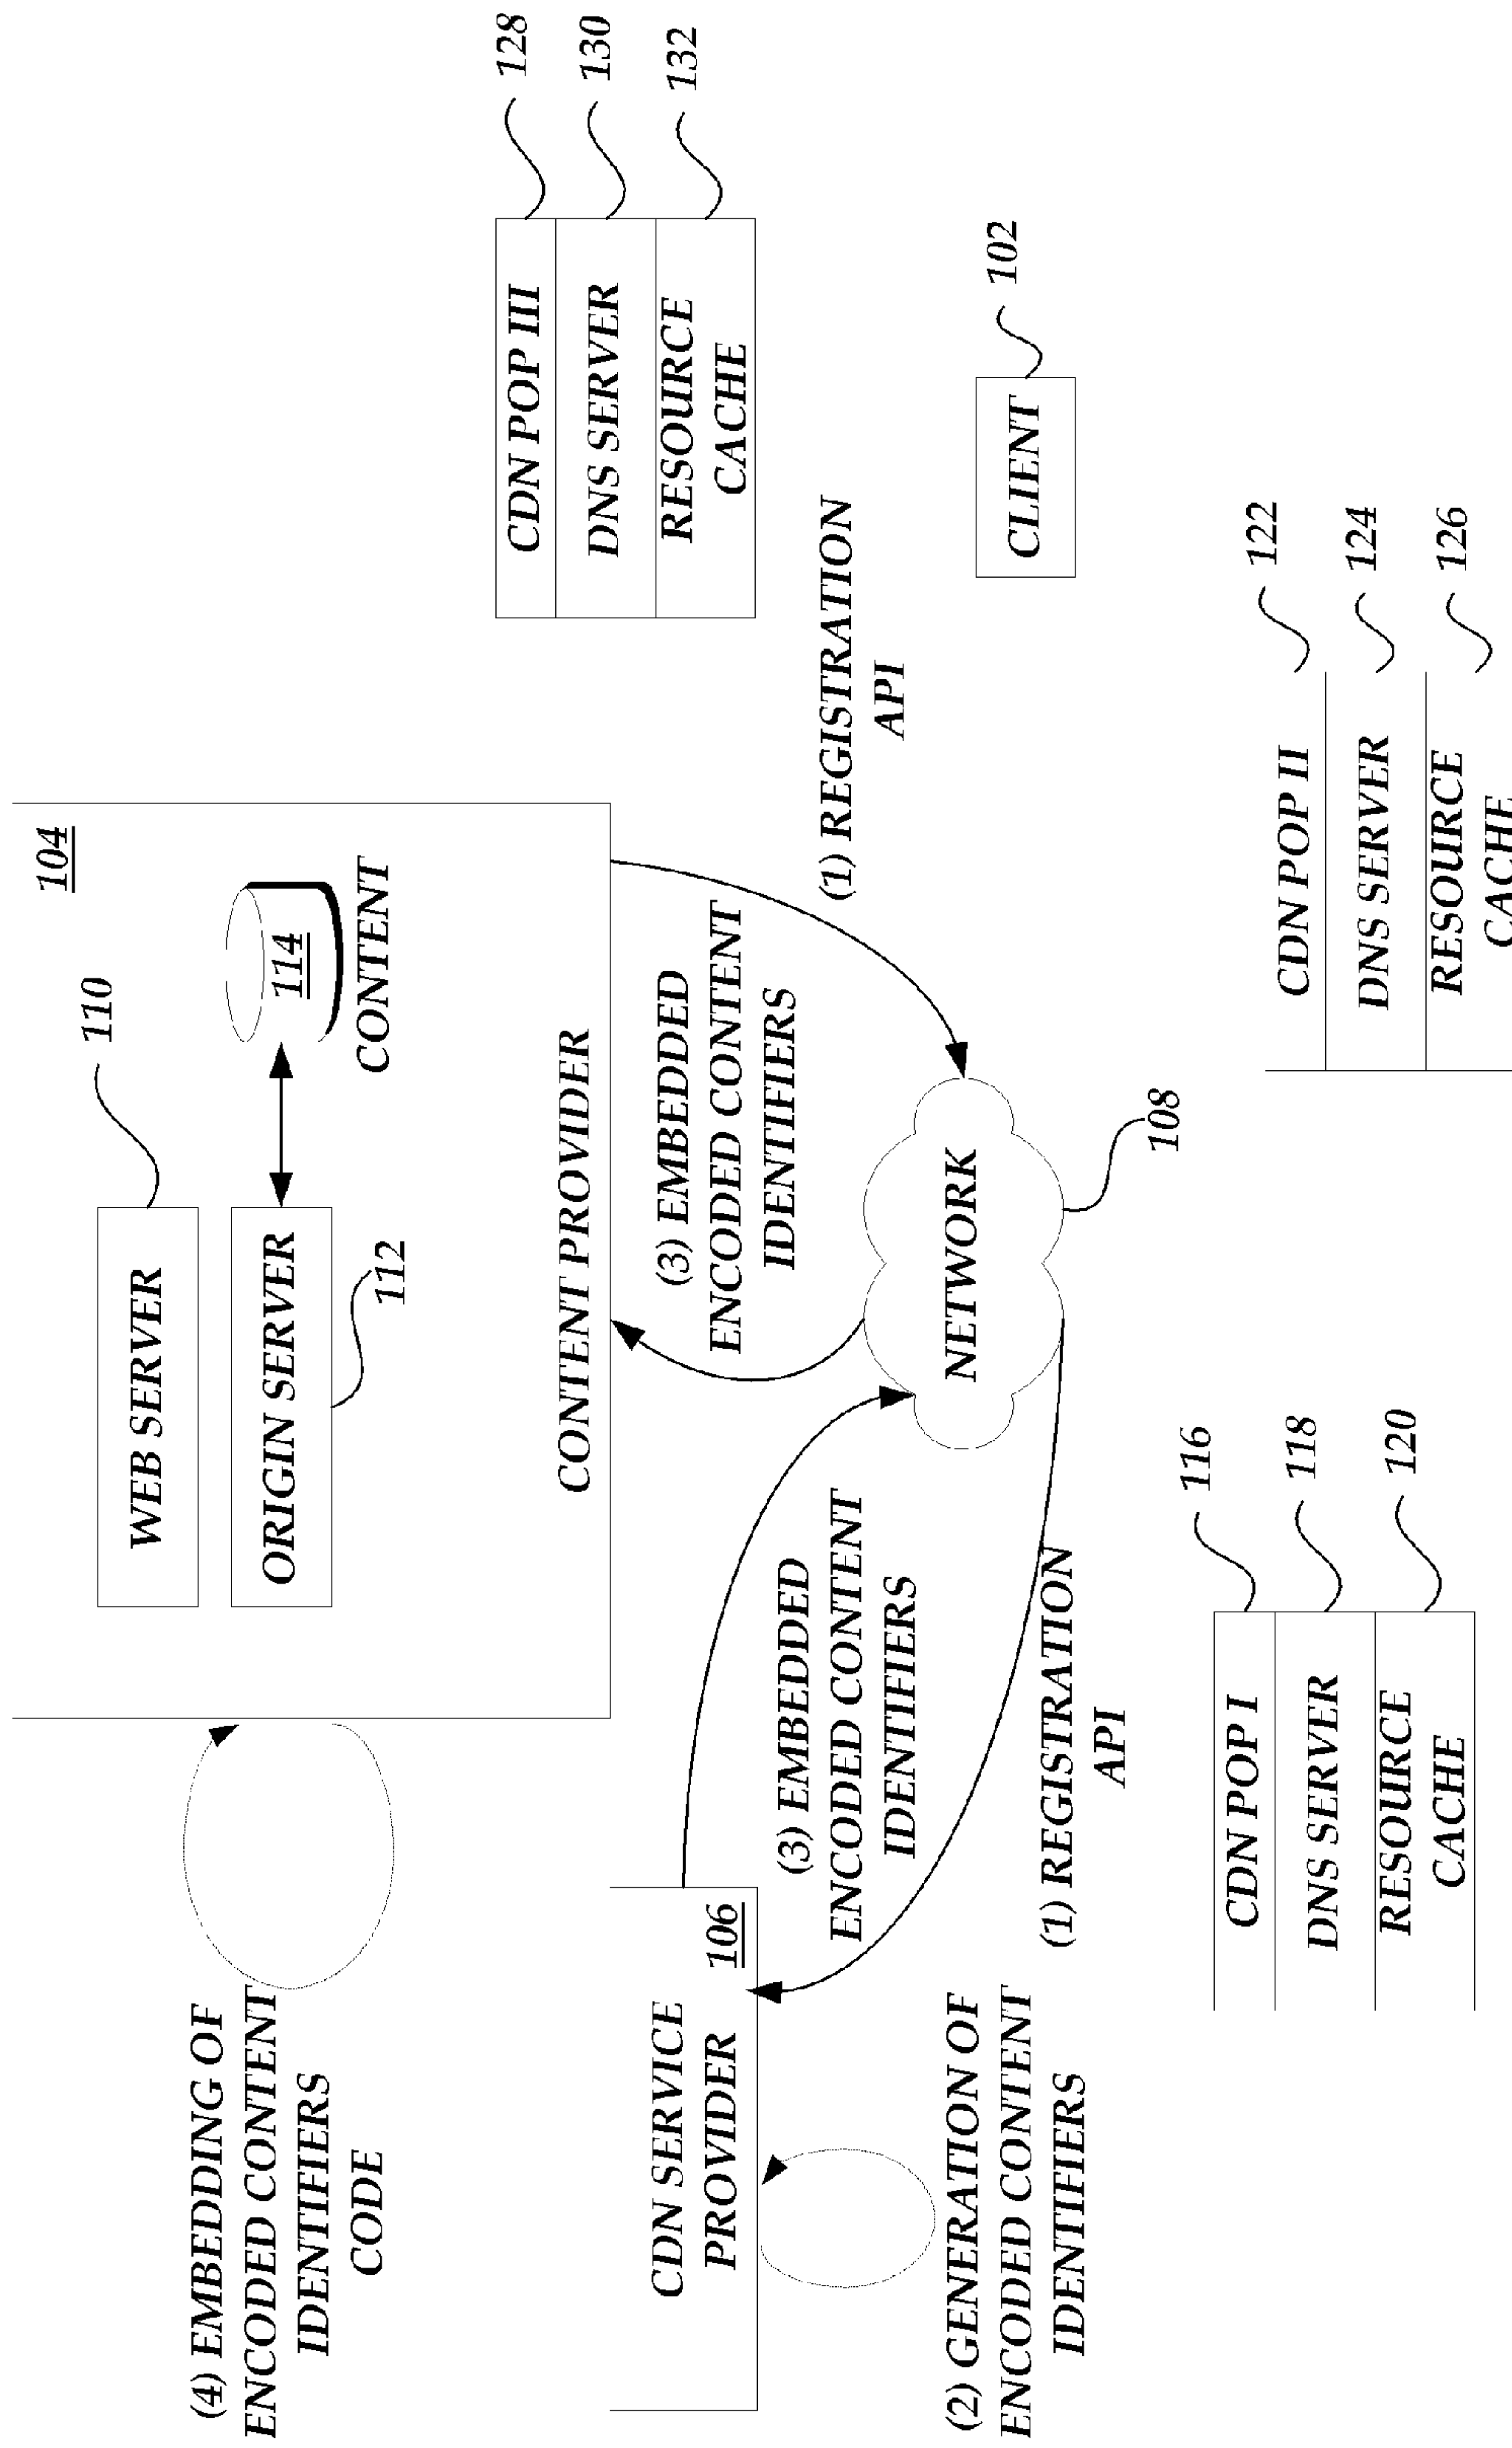 (4) EMBEDDING OF
ENCODED CONTENT
IDENTIFIERS
CODE
104
WEB SERVER
110
ORIGIN SERVER
112
114
CONTENT
CONTENT PROVIDER
CDN SERVICE
PROVIDER
106
(2) GENERATION OF
ENCODED CONTENT
IDENTIFIERS
(3) EMBEDDED
ENCODED CONTENT
IDENTIFIERS
(1) REGISTRATION
API
(3) EMBEDDED
ENCODED CONTENT
IDENTIFIERS
(1) REGISTRATION
API
NETWORK
108
CDN POP III
128
DNS SERVER
130
RESOURCE
CACHE
132
CLIENT
102
CDN POP I
116
DNS SERVER
118
RESOURCE
CACHE
120
CDN POP II
122
DNS SERVER
124
RESOURCE
CACHE
126